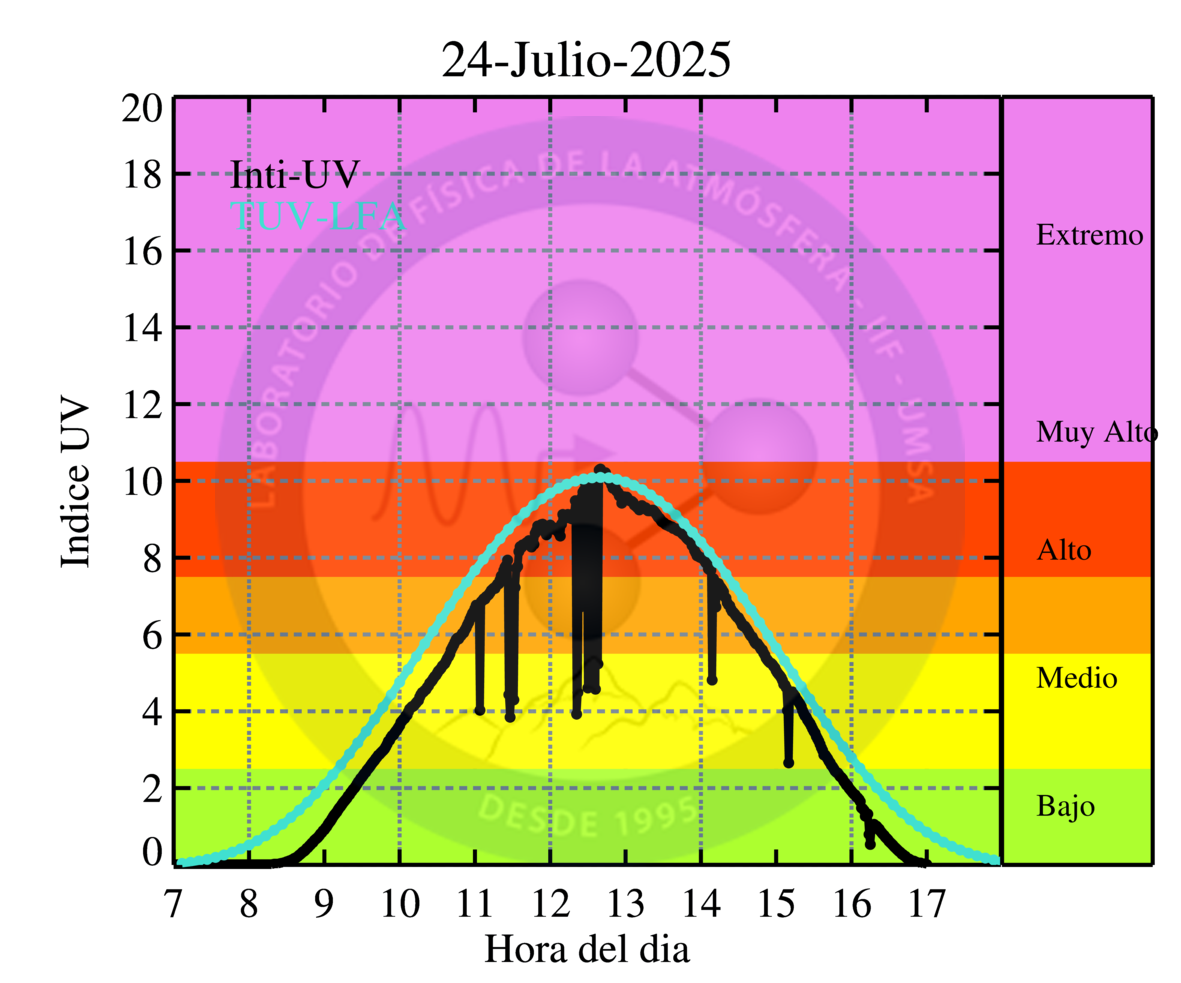 24-Julio-2025
20
18
16
14
12
10
8
6
4
2
0
Indice UV
Inti-UV
TUV-LFA
LABORATORIO DE FÍSICA DE LA ATMÓSFERA - IIF - UMSA
DESDE 1995
Extremo
Muy Alto
Alto
Medio
Bajo
7 8 9 10 11 12 13 14 15 16 17
Hora del dia